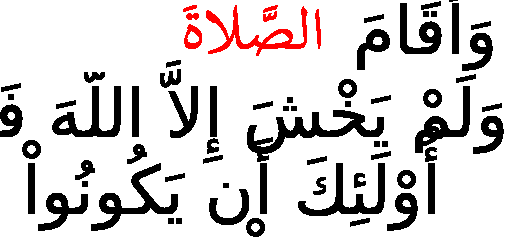 وَأَقَامَ الصَّلاةَ
وَلَمْ يَخْشَ إِلاَّ اللّهَ فَ
أُوْلَئِكَ أَن يَكُونُواْ